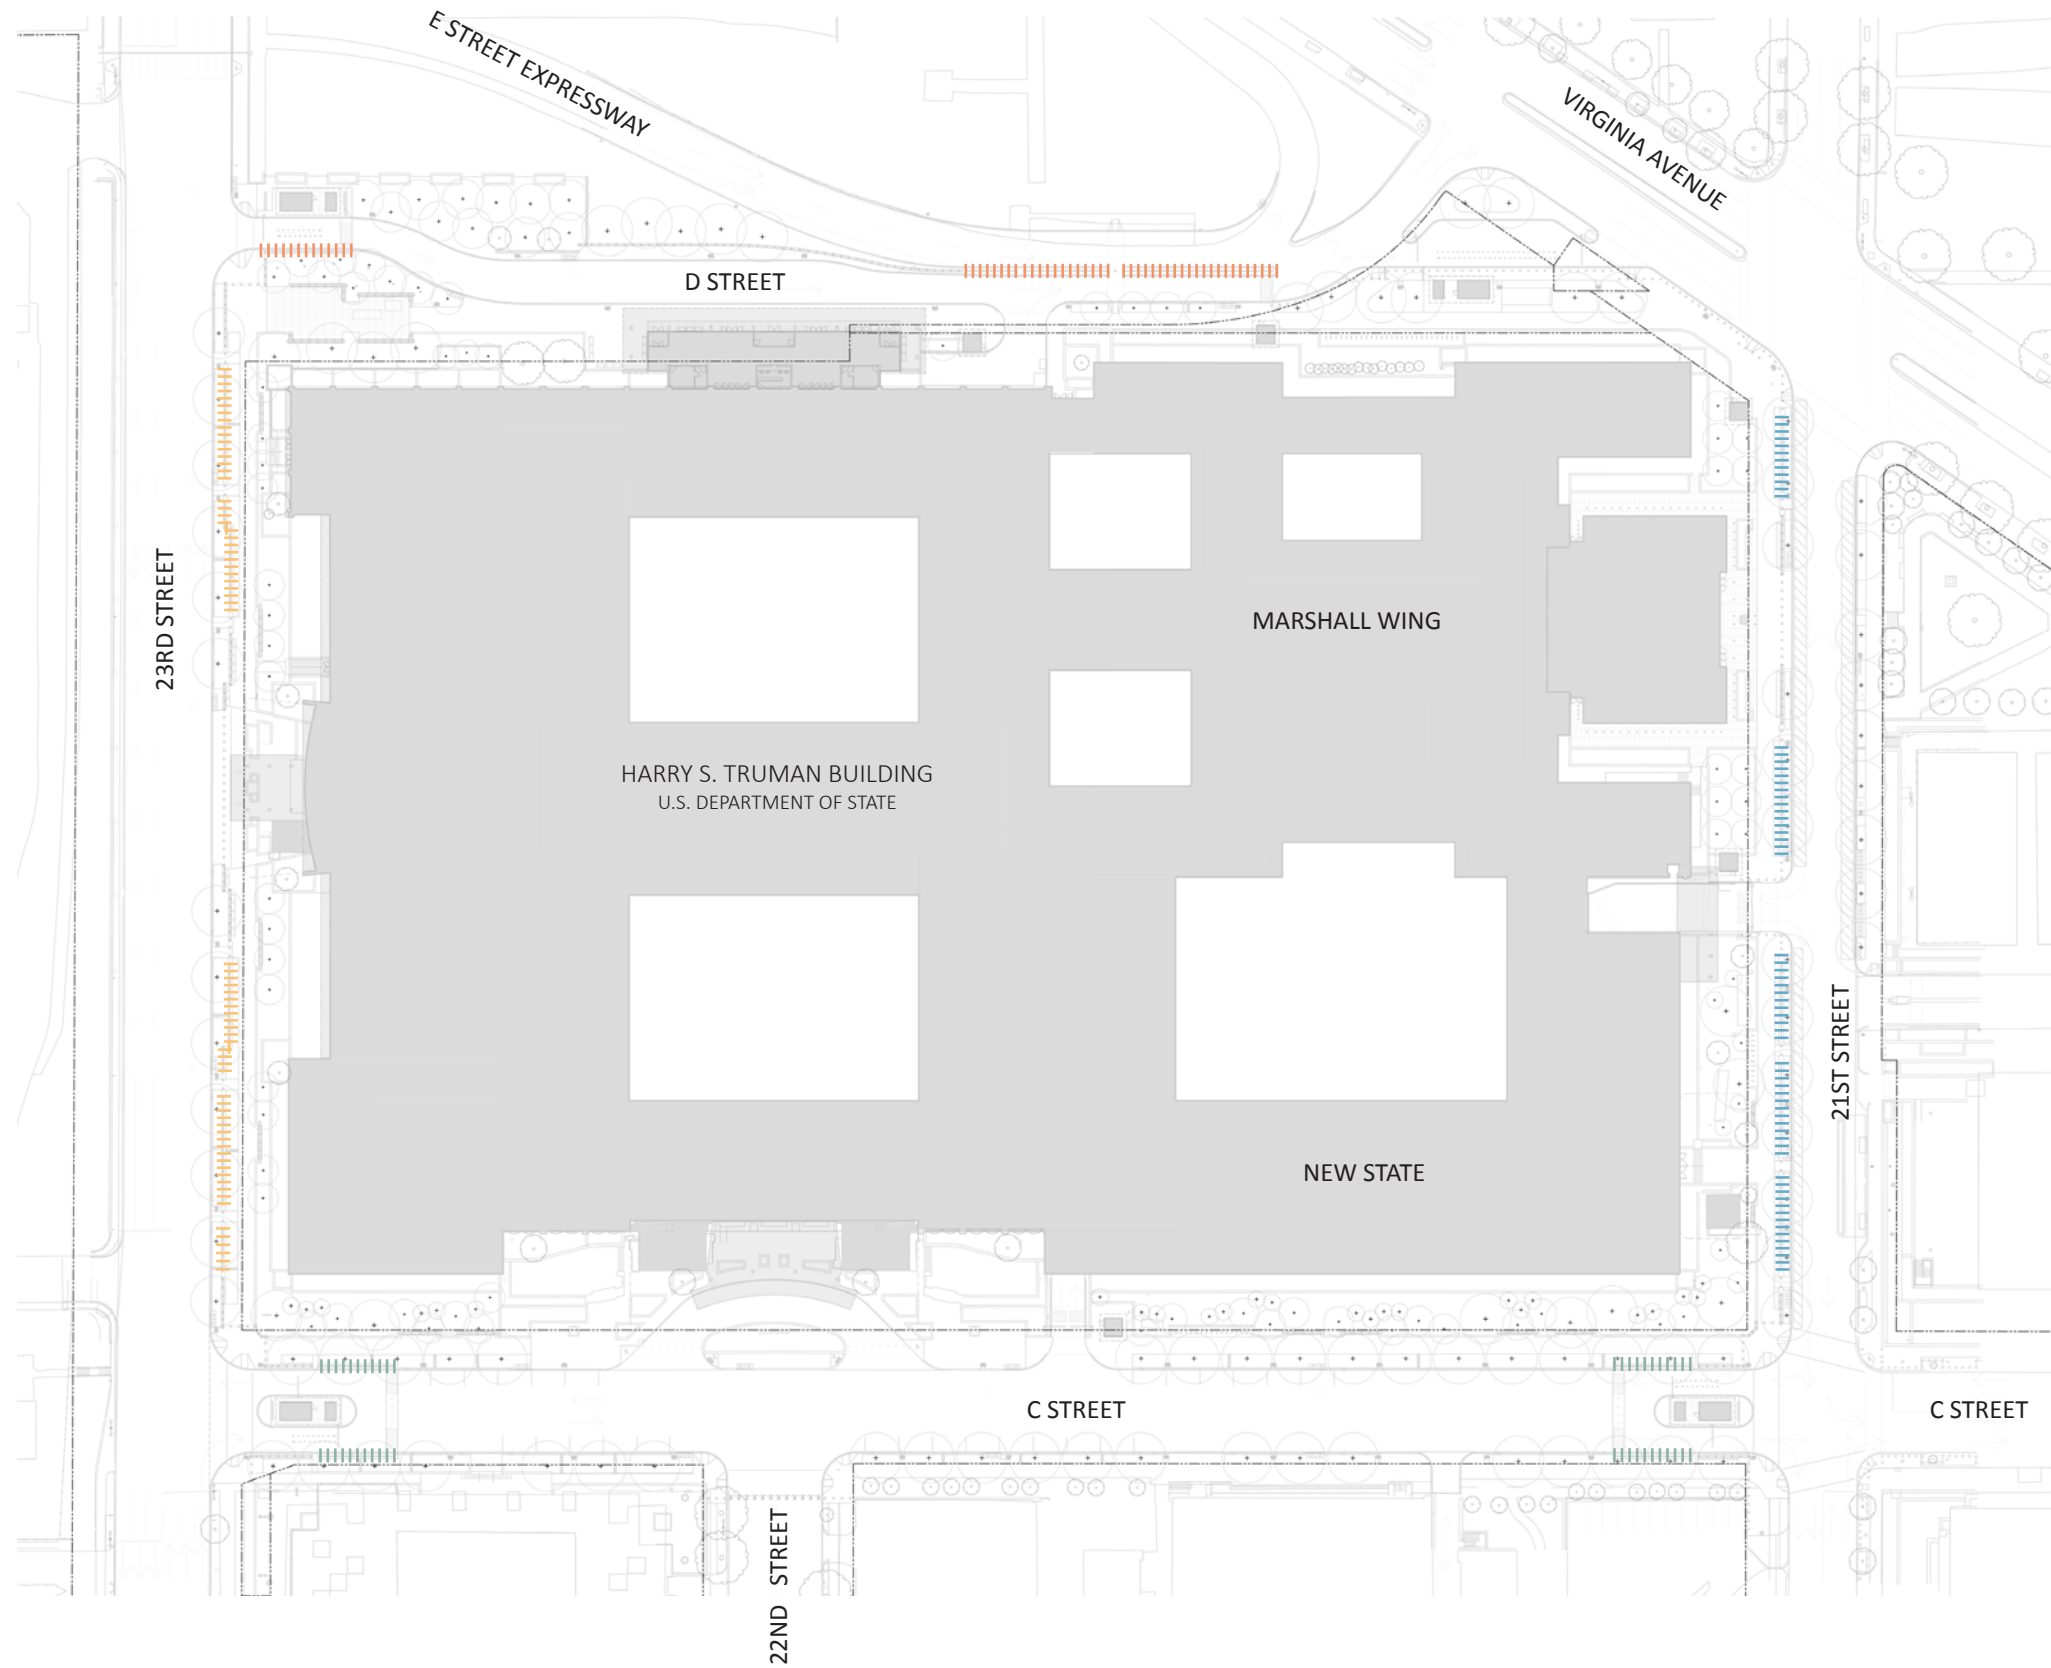 E STREET EXPRESSWAY
VIRGINIA AVENUE
D STREET
23RD STREET
MARSHALL WING
HARRY S. TRUMAN BUILDING
U.S. DEPARTMENT OF STATE
21ST STREET
NEW STATE
C STREET
C STREET
22ND STREET